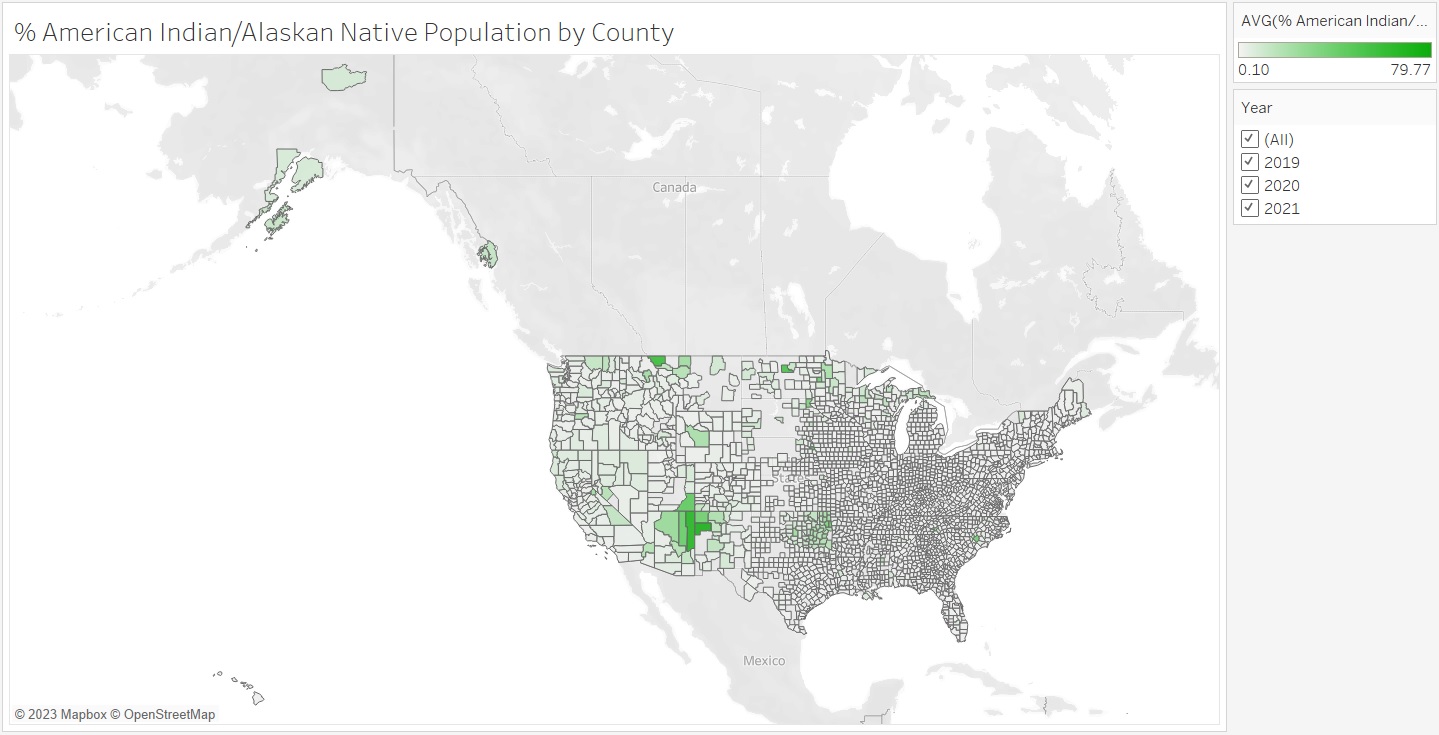 % American Indian/Alaskan Native Population by County
AVG(% American Indian/...
0.10
79.77
Year
(All)
2019
2020
2021
Canada
States
Mexico
© 2023 Mapbox © OpenStreetMap